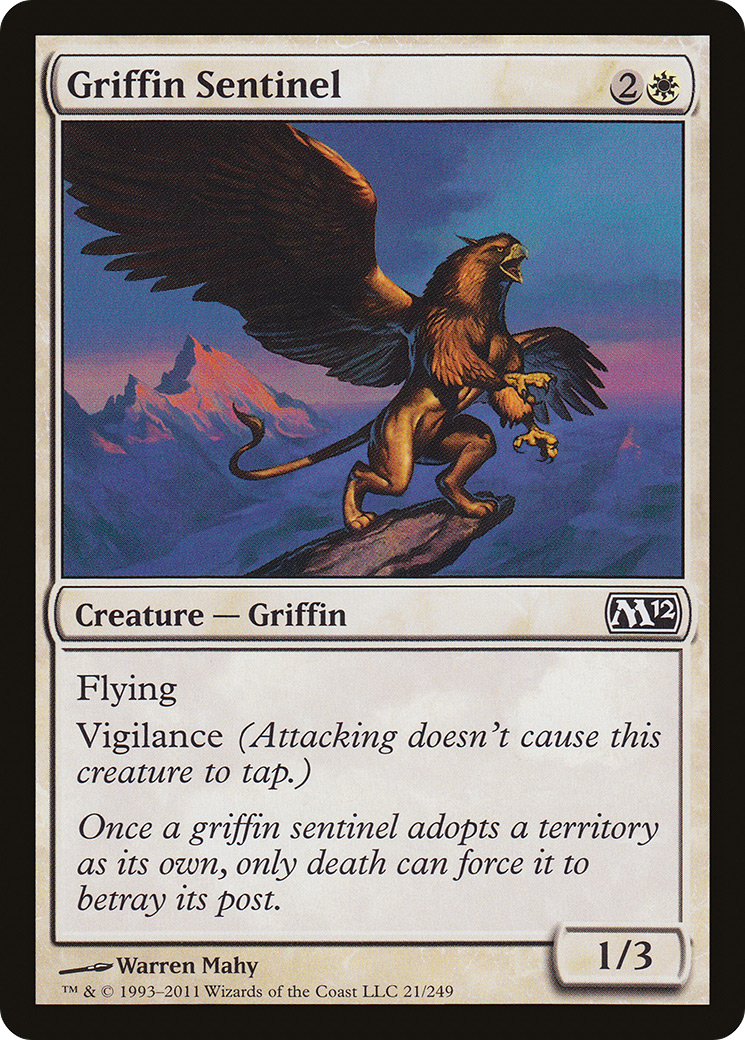 Griffin Sentinel
2
Creature — Griffin
M12
Flying
Vigilance (Attacking doesn't cause this
creature to tap.)
Once a griffin sentinel adopts a territory
as its own, only death can force it to
betray its post.
1/3
Warren Mahy
™ & © 1993–2011 Wizards of the Coast LLC 21/249